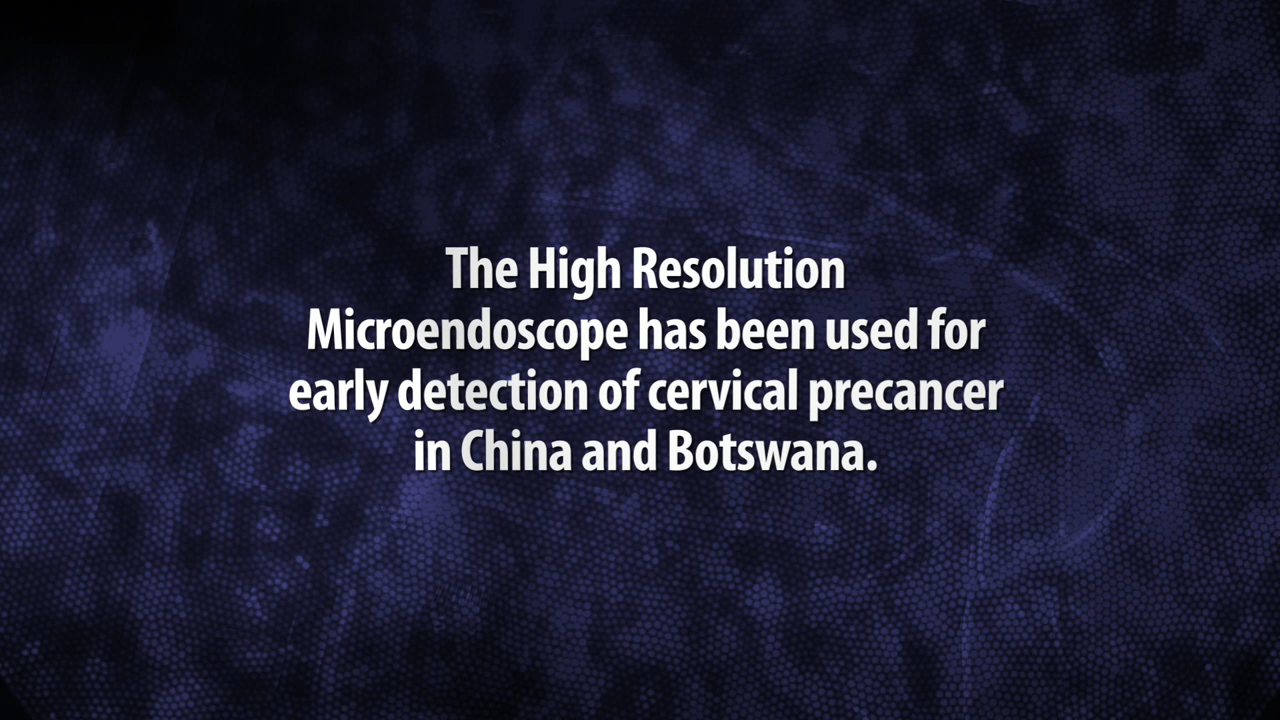 The High Resolution
Microendoscope has been used for
early detection of cervical precancer
in China and Botswana.